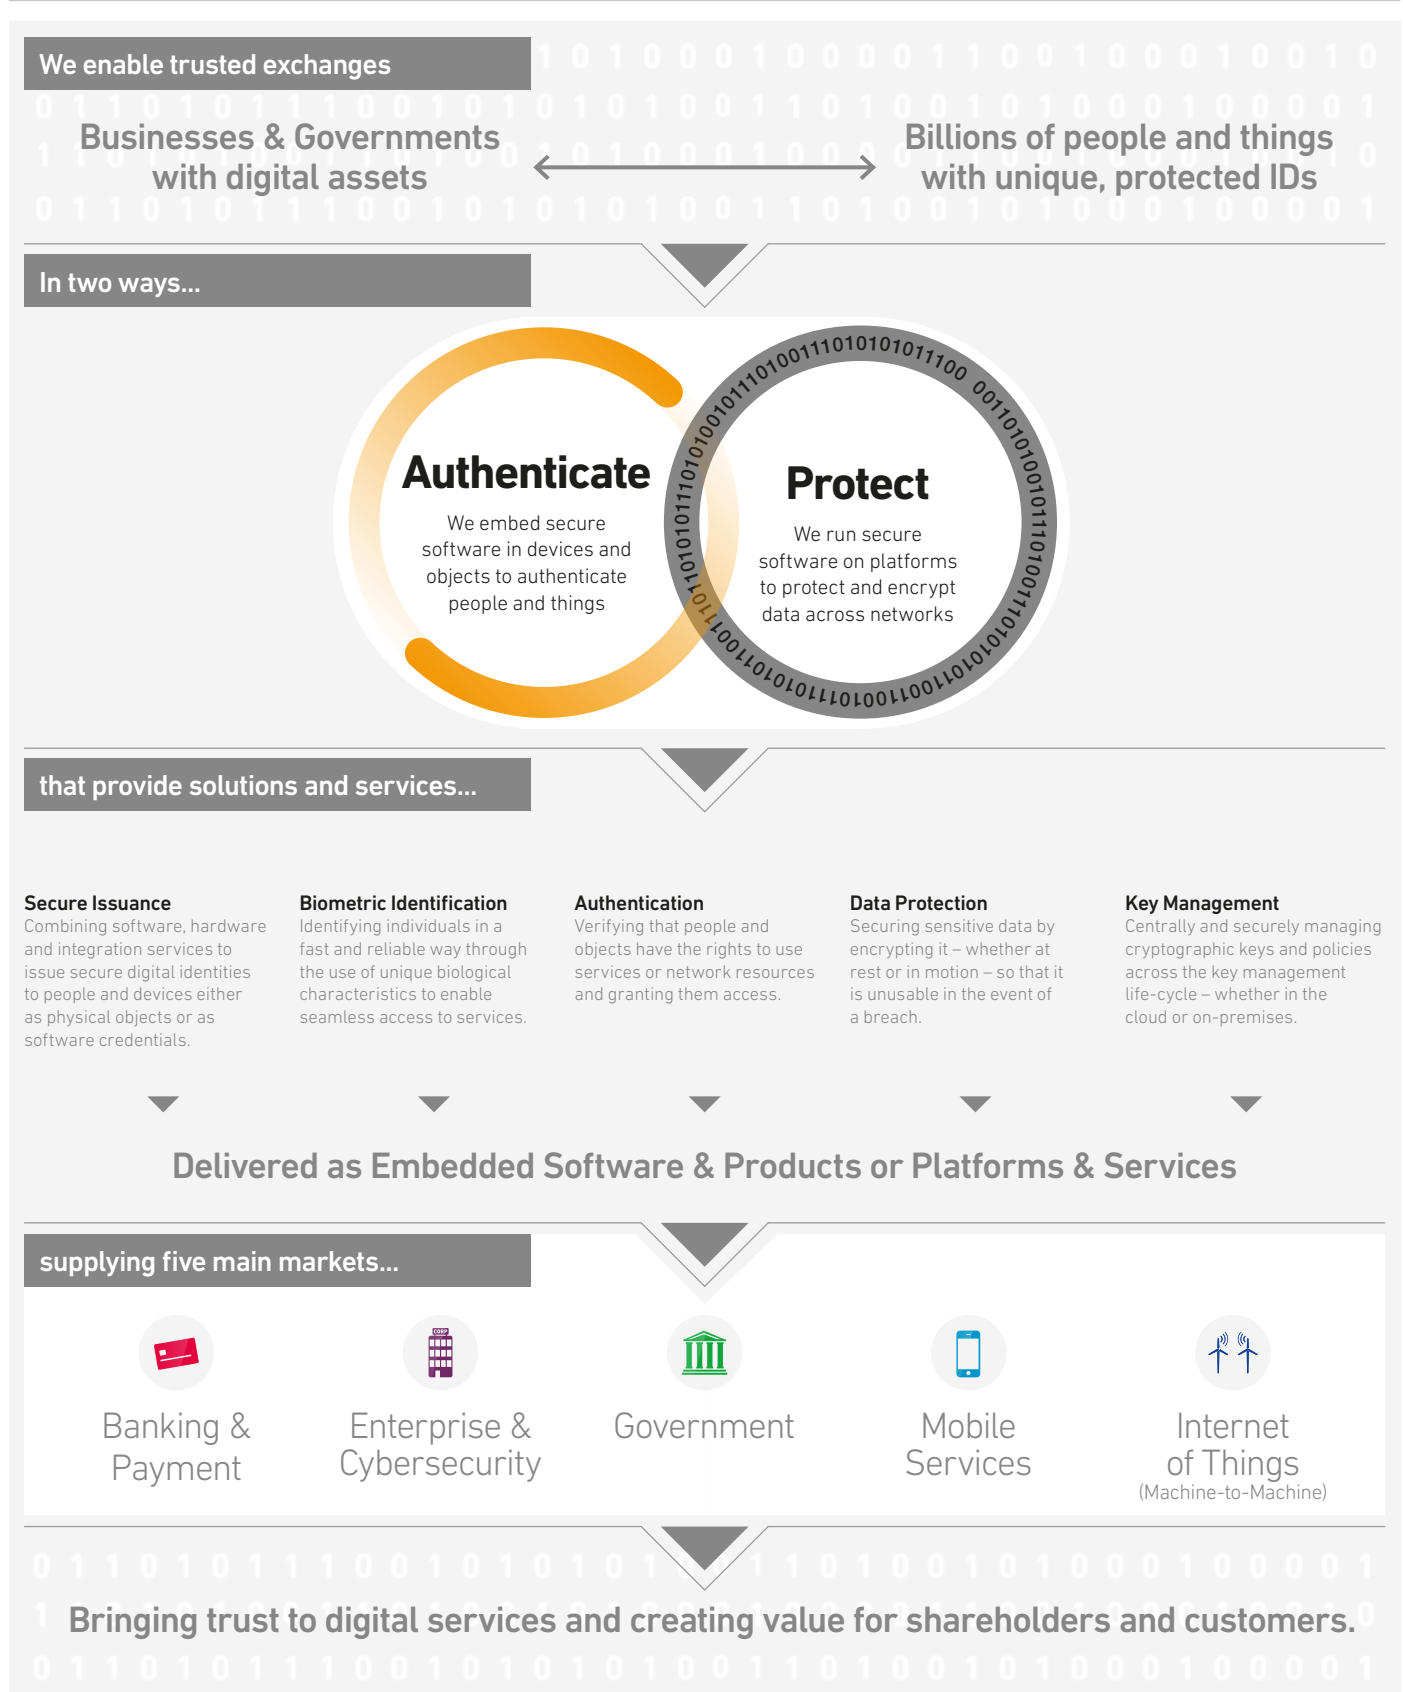 We enable trusted exchanges
Businesses & Governments
with digital assets
Billions of people and things
with unique, protected IDs
In two ways...
Authenticate
We embed secure
software in devices and
objects to authenticate
people and things
Protect
We run secure
software on platforms
to protect and encrypt
data across networks
that provide solutions and services...
Secure Issuance
Combining software, hardware
and integration services to
issue secure digital identities
to people and devices either
as physical objects or as
software credentials.
Biometric Identification
Identifying individuals in a
fast and reliable way through
the use of unique biological
characteristics to enable
seamless access to services.
Authentication
Verifying that people and
objects have the rights to use
services or network resources
and granting them access.
Data Protection
Securing sensitive data by
encrypting it – whether at
rest or in motion – so that it
is unusable in the event of
a breach.
Key Management
Centrally and securely managing
cryptographic keys and policies
across the key management
life-cycle – whether in the
cloud or on-premises.
Delivered as Embedded Software & Products or Platforms & Services
supplying five main markets...
CORP
Banking &
Payment
Enterprise &
Cybersecurity
Government
Mobile
Services
Internet
of Things
(Machine-to-Machine)
Bringing trust to digital services and creating value for shareholders and customers.